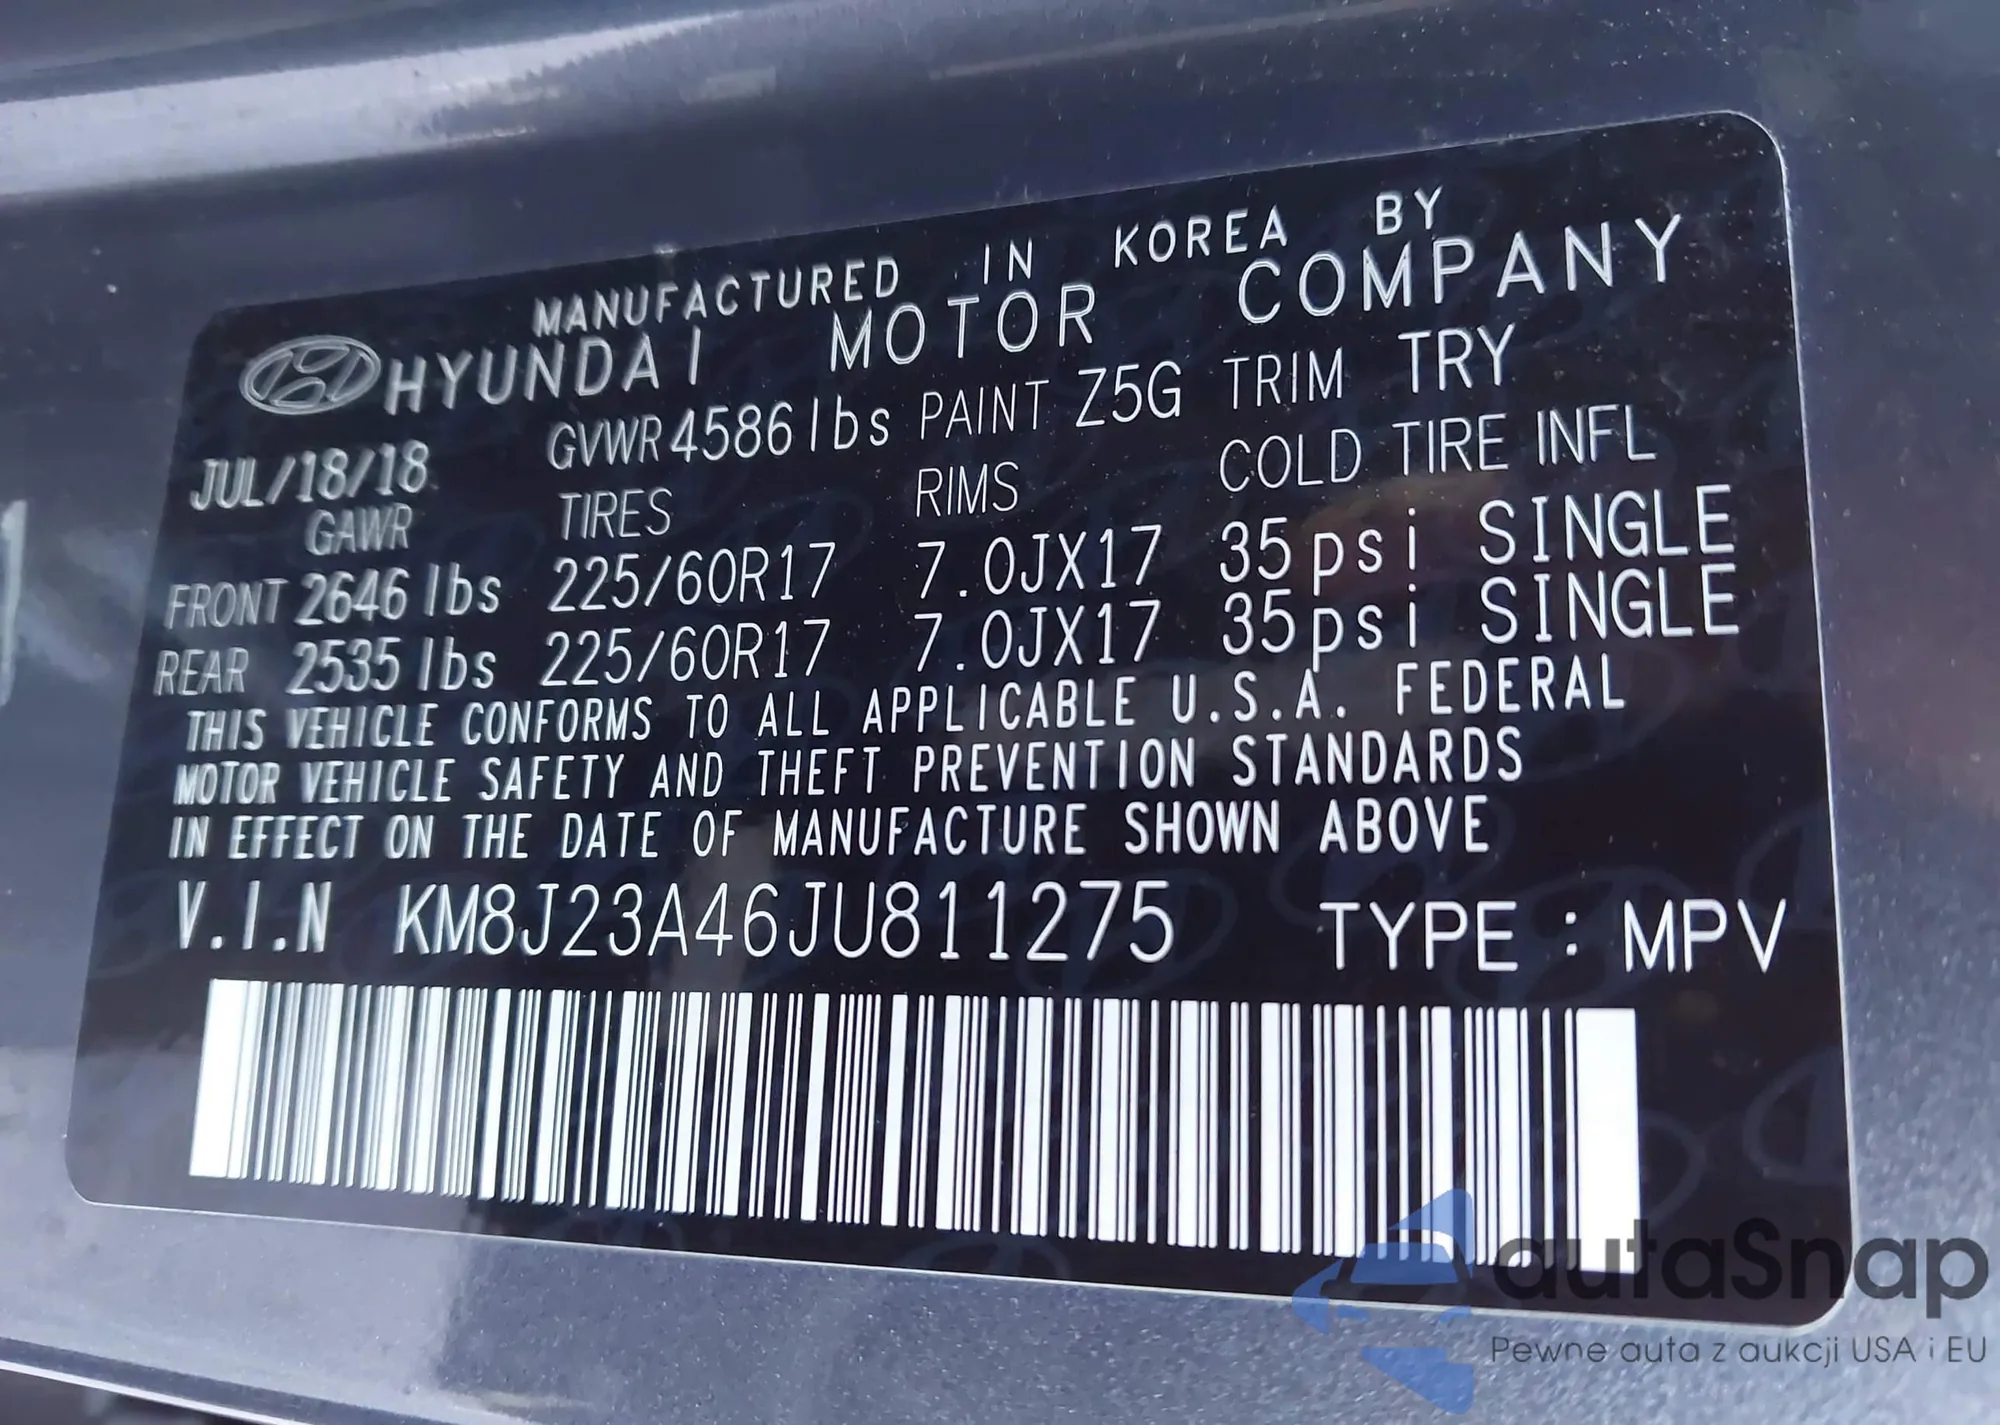 MANUFACTURED IN KOREA BY
HYUNDAI MOTOR COMPANY
JUL/18/18 GVWR 4586 lbs PAINT Z5G TRIM TRY
GAWR TIRES RIMS COLD TIRE INFL
FRONT 2646 lbs 225/60R17 7.0JX17 35psi SINGLE
REAR 2535 lbs 225/60R17 7.0JX17 35psi SINGLE
THIS VEHICLE CONFORMS TO ALL APPLICABLE U.S.A. FEDERAL
MOTOR VEHICLE SAFETY AND THEFT PREVENTION STANDARDS
IN EFFECT ON THE DATE OF MANUFACTURE SHOWN ABOVE
V.I.N KM8J23A46JU811275 TYPE : MPV
autaSnap
Pewne auta z aukcji USA i EU